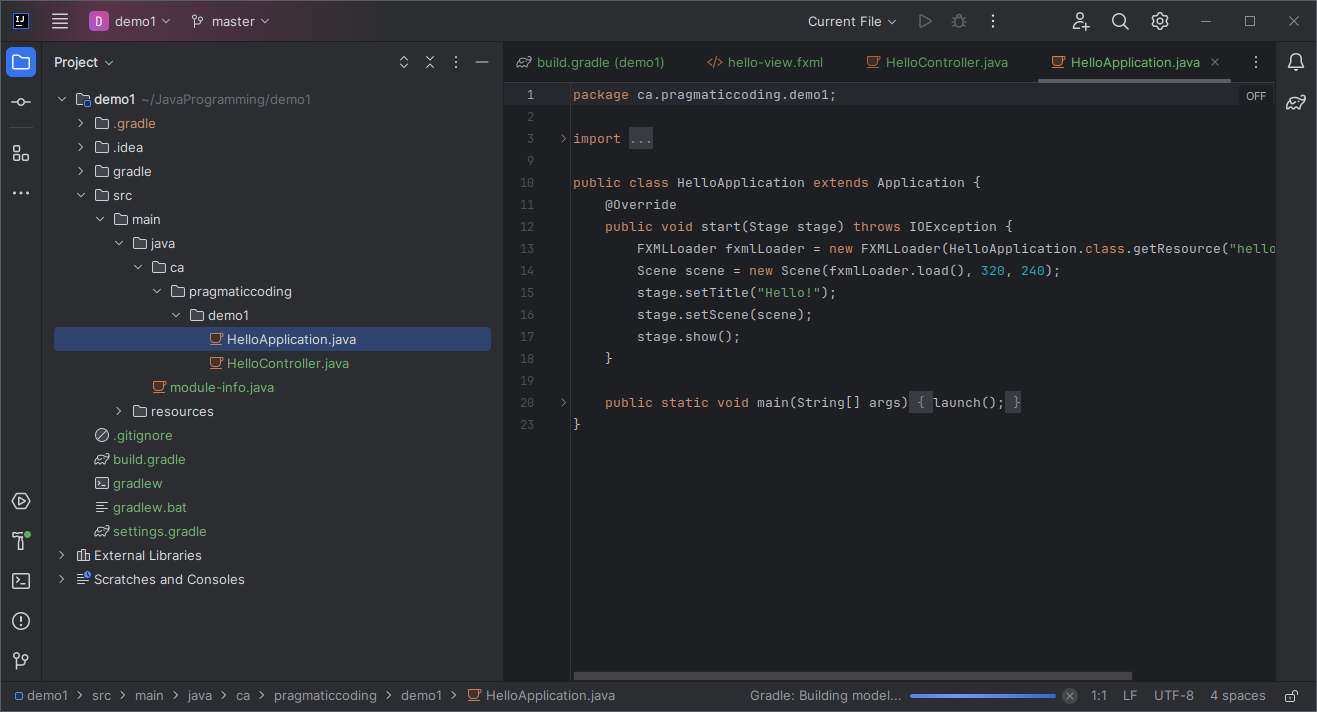 IJ D demo1 master Current File
Project
demo1 ~/JavaProgramming/demo1
.gradle
.idea
gradle
src
main
java
ca
pragmaticcoding
demo1
HelloApplication.java
HelloController.java
module-info.java
resources
.gitignore
build.gradle
gradlew
gradlew.bat
settings.gradle
External Libraries
Scratches and Consoles
build.gradle (demo1) </> hello-view.fxml HelloController.java HelloApplication.java
1 package ca.pragmaticcoding.demo1; OFF
2
3 import ...
9
10 public class HelloApplication extends Application {
11 @Override
12 public void start(Stage stage) throws IOException {
13 FXMLLoader fxmlLoader = new FXMLLoader(HelloApplication.class.getResource("hello
14 Scene scene = new Scene(fxmlLoader.load(), 320, 240);
15 stage.setTitle("Hello!");
16 stage.setScene(scene);
17 stage.show();
18 }
19
20 public static void main(String[] args) { launch(); }
23 }
demo1 > src > main > java > ca > pragmaticcoding > demo1 > HelloApplication.java Gradle: Building model... 1:1 LF UTF-8 4 spaces